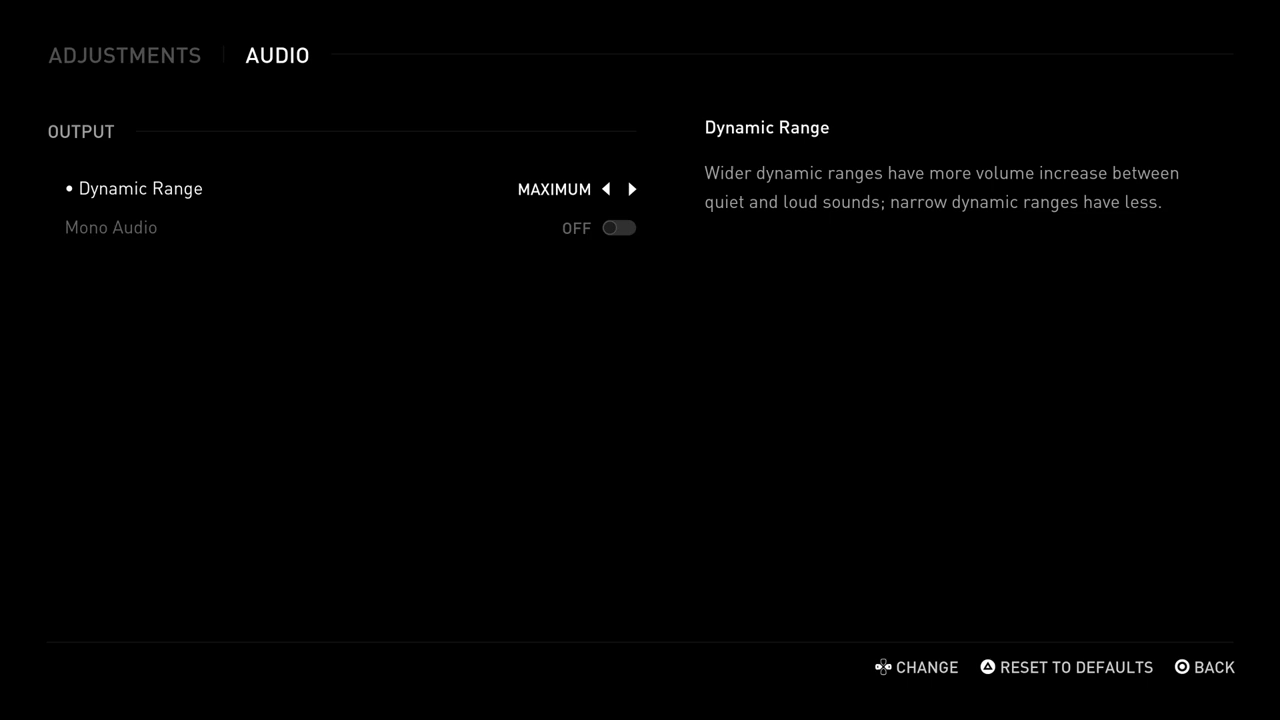 ADJUSTMENTS AUDIO
OUTPUT
• Dynamic Range MAXIMUM
Mono Audio OFF
Dynamic Range
Wider dynamic ranges have more volume increase between
quiet and loud sounds; narrow dynamic ranges have less.
CHANGE RESET TO DEFAULTS BACK